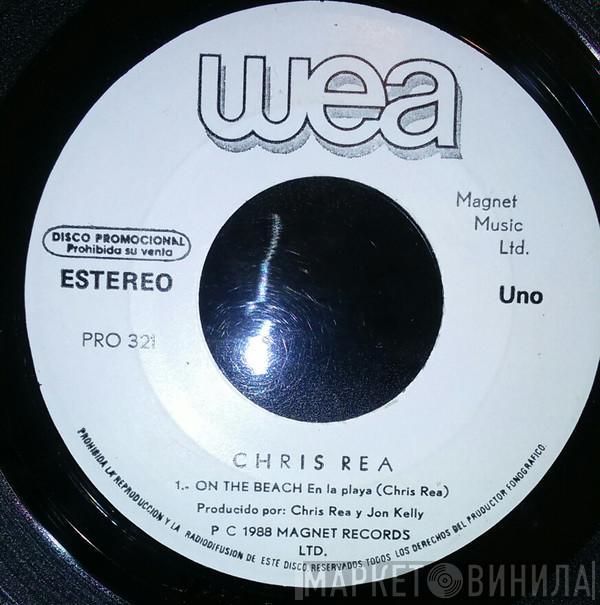 wea
Magnet
Music
Ltd.
DISCO PROMOCIONAL
Prohibida su venta
ESTEREO
Uno
PRO 321
CHRIS REA
1.- ON THE BEACH En la playa (Chris Rea)
Producido por: Chris Rea y Jon Kelly
P C 1988 MAGNET RECORDS
LTD.
PROHIBIDA LA REPRODUCCION Y LA RADIODIFUSION DE ESTE DISCO. RESERVADOS TODOS LOS DERECHOS DEL PRODUCTOR FONOGRAFICO.
МАРКЕТ ВИНИЛА